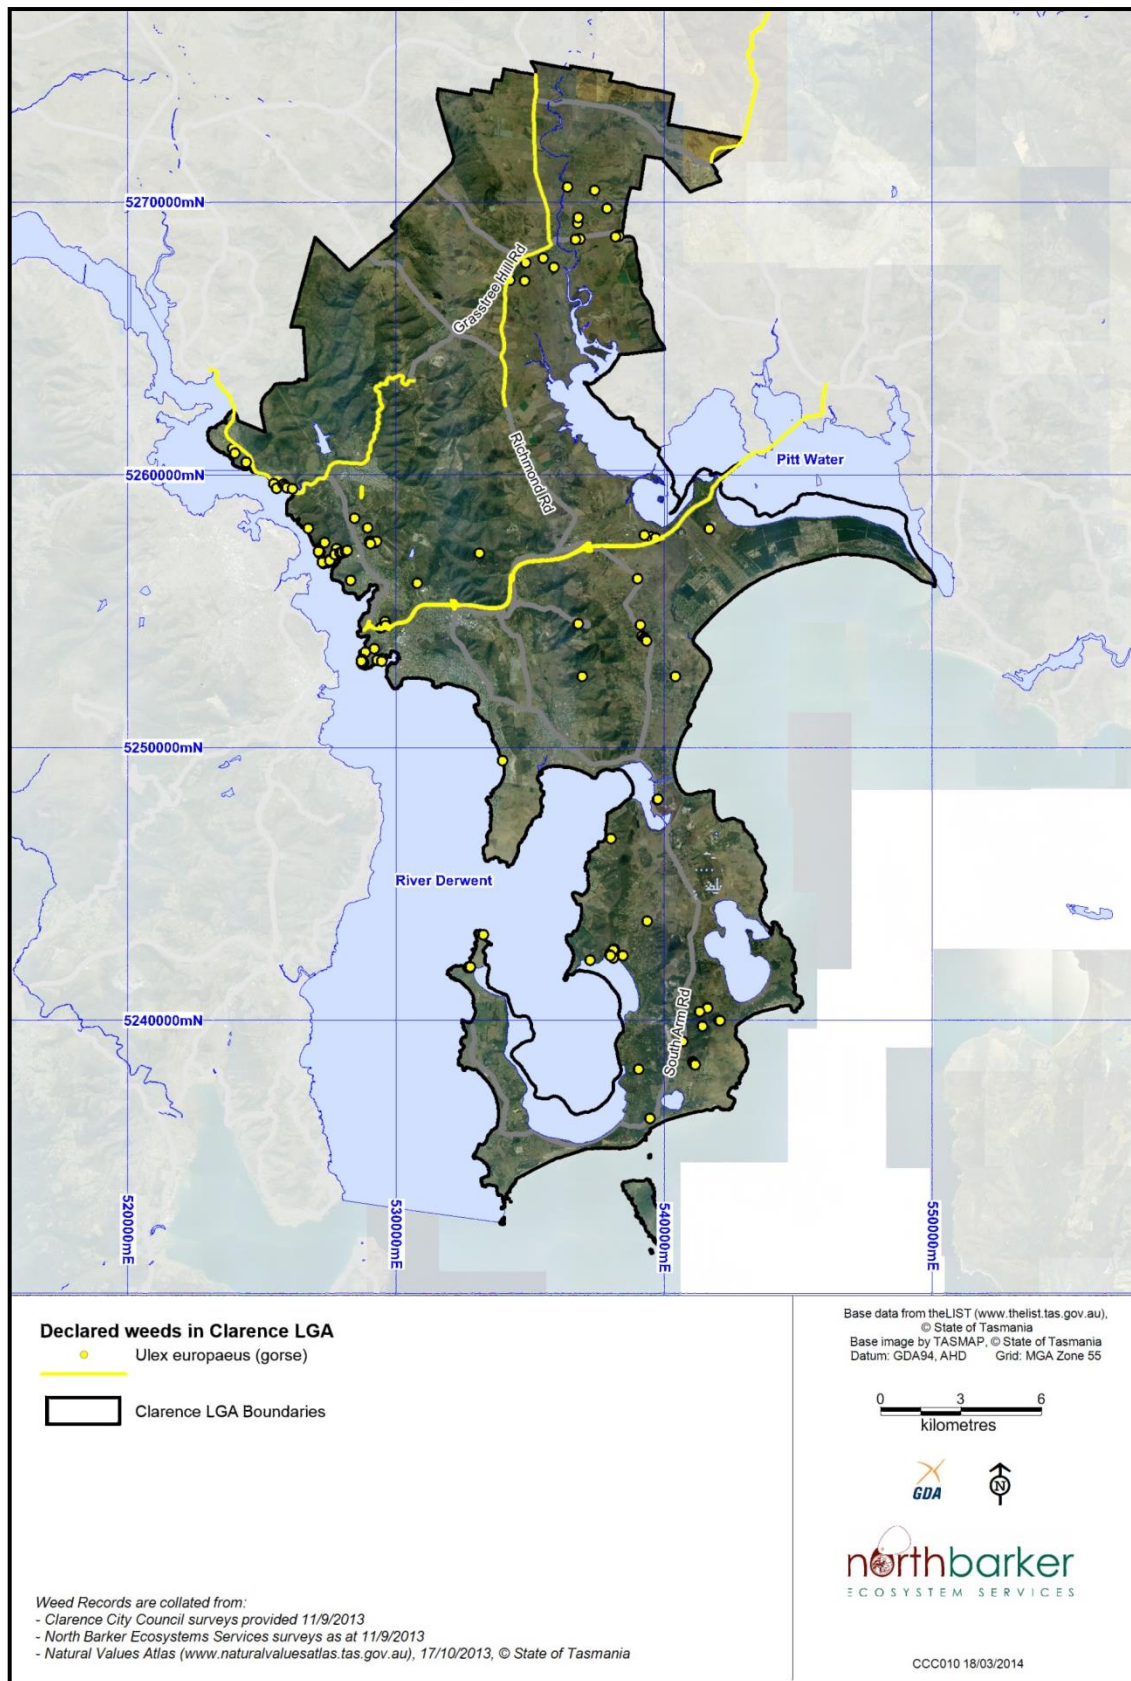 5270000mN
Grasstree Hill Rd
5260000mN
Pitt Water
Richmond Rd
5250000mN
River Derwent
5240000mN
South Arm Rd
520000mE
530000mE
540000mE
550000mE
Declared weeds in Clarence LGA
Ulex europaeus (gorse)
Clarence LGA Boundaries
Weed Records are collated from:
- Clarence City Council surveys provided 11/9/2013
- North Barker Ecosystems Services surveys as at 11/9/2013
- Natural Values Atlas (www.naturalvaluesatlas.tas.gov.au), 17/10/2013, © State of Tasmania
Base data from theLIST (www.thelist.tas.gov.au),
© State of Tasmania
Base image by TASMAP, © State of Tasmania
Datum: GDA94, AHD Grid: MGA Zone 55
0 3 6
kilometres
GDA
N
northbarker
ECOSYSTEM SERVICES
CCC010 18/03/2014